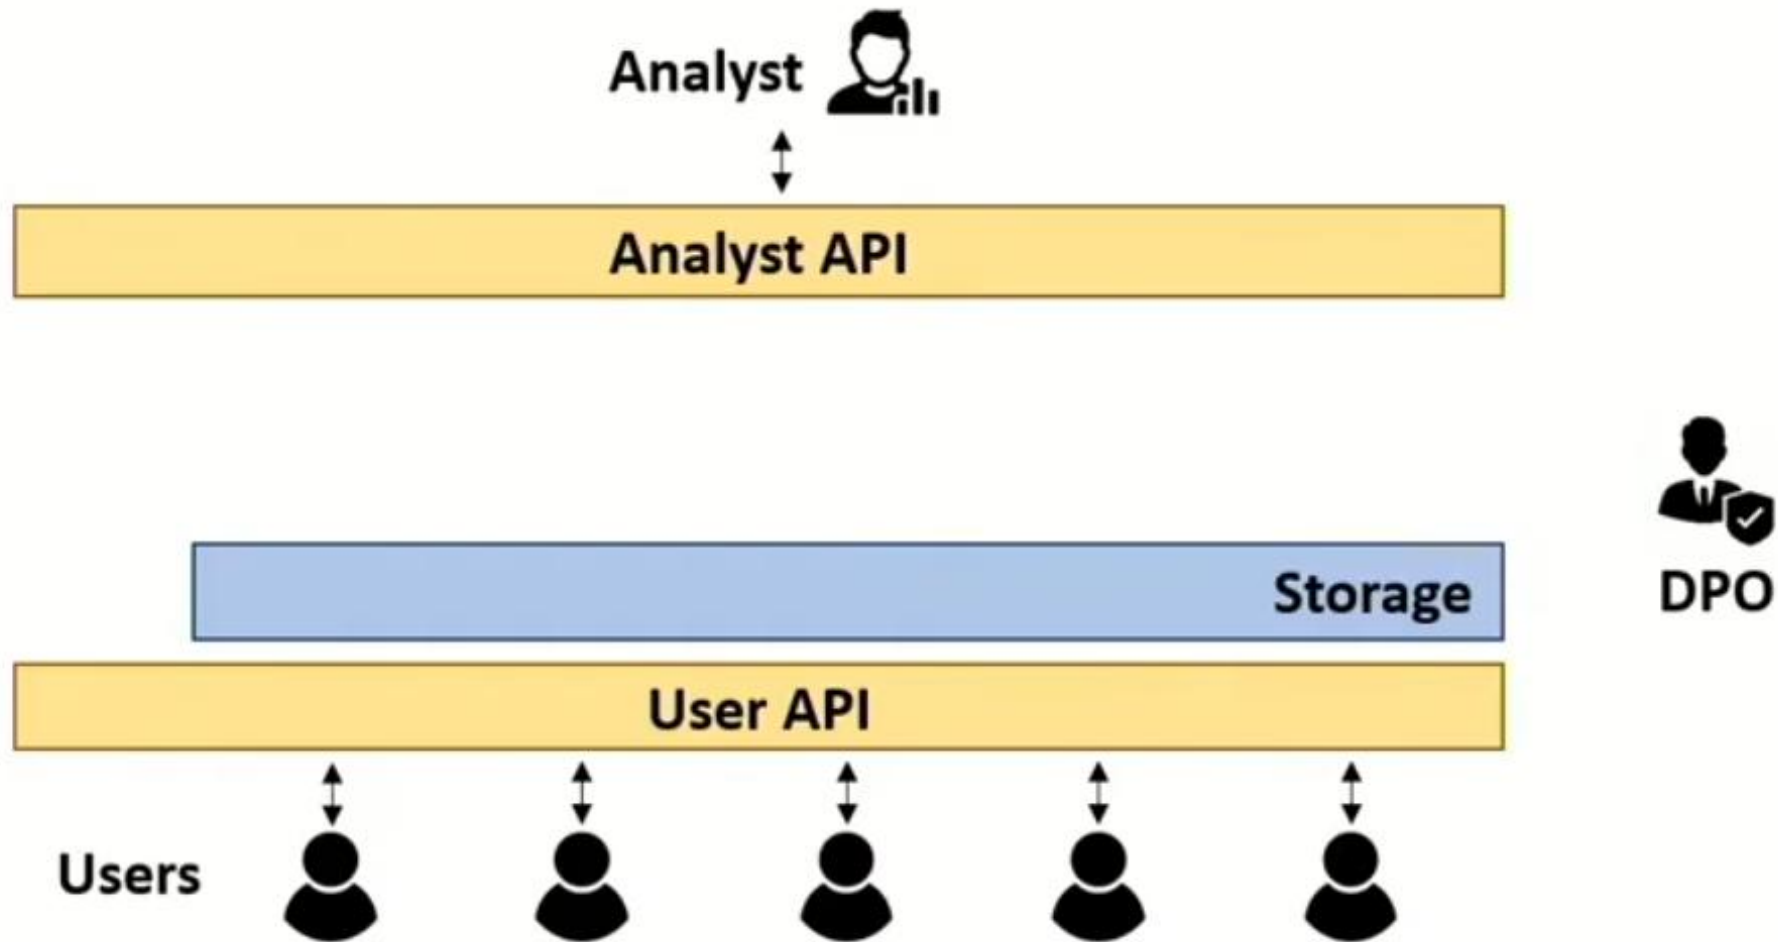 Analyst
Analyst API
Storage
DPO
User API
Users